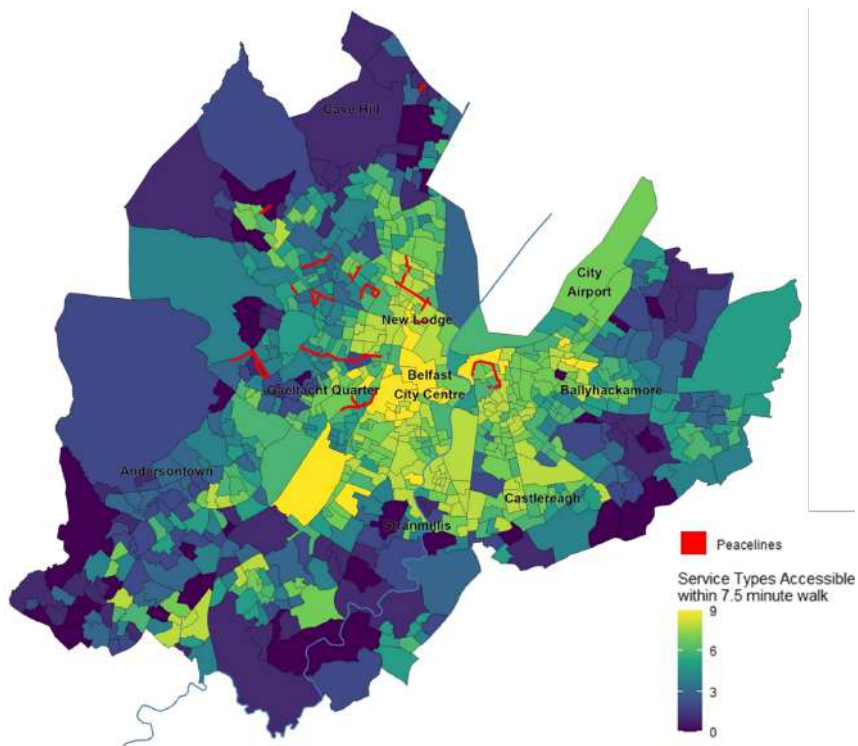 Cave Hill
City
Airport
New Lodge
Belfast
City Centre
Gaeltacht Quarter
Ballyhackamore
Andersontown
Castlereagh
Stranmillis
Peacelines
Service Types Accessible
within 7.5 minute walk
9
6
3
0